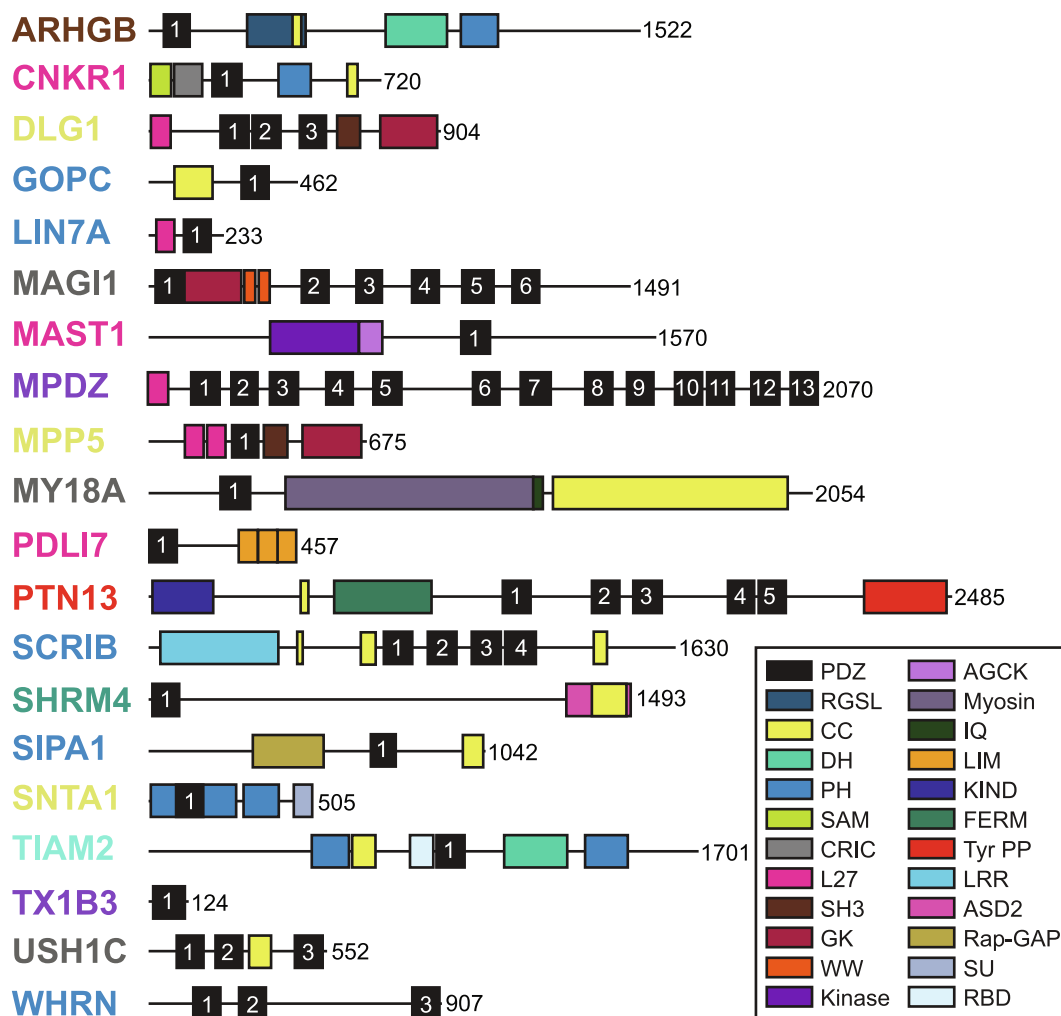 ARHGB 1 1522
CNKR1 1 720
DLG1 1 2 3 904
GOPC 1 462
LIN7A 1 233
MAGI1 1 2 3 4 5 6 1491
MAST1 1 1570
MPDZ 1 2 3 4 5 6 7 8 9 10 11 12 13 2070
MPP5 1 675
MY18A 1 2054
PDLI7 1 457
PTN13 1 2 3 4 5 2485
SCRIB 1 2 3 4 1630
SHRM4 1 1493
SIPA1 1 1042
SNTA1 1 505
TIAM2 1 1701
TX1B3 1 124
USH1C 1 2 3 552
WHRN 1 2 3 907
PDZ AGCK
RGSL Myosin
CC IQ
DH LIM
PH KIND
SAM FERM
CRIC Tyr PP
L27 LRR
SH3 ASD2
GK Rap-GAP
WW SU
Kinase RBD